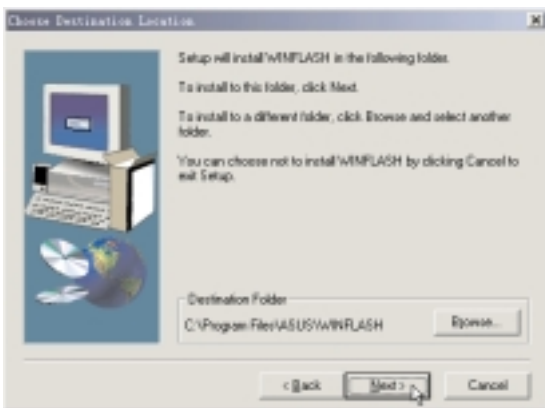 Choose Destination Location
Setup will install WINFLASH in the following folder.
To install to this folder, click Next.
To install to a different folder, click Browse and select another
folder.
You can choose not to install WINFLASH by clicking Cancel to
exit Setup.
Destination Folder
C:\Program Files\ASUS\WINFLASH
Browse...
< Back
Next >
Cancel